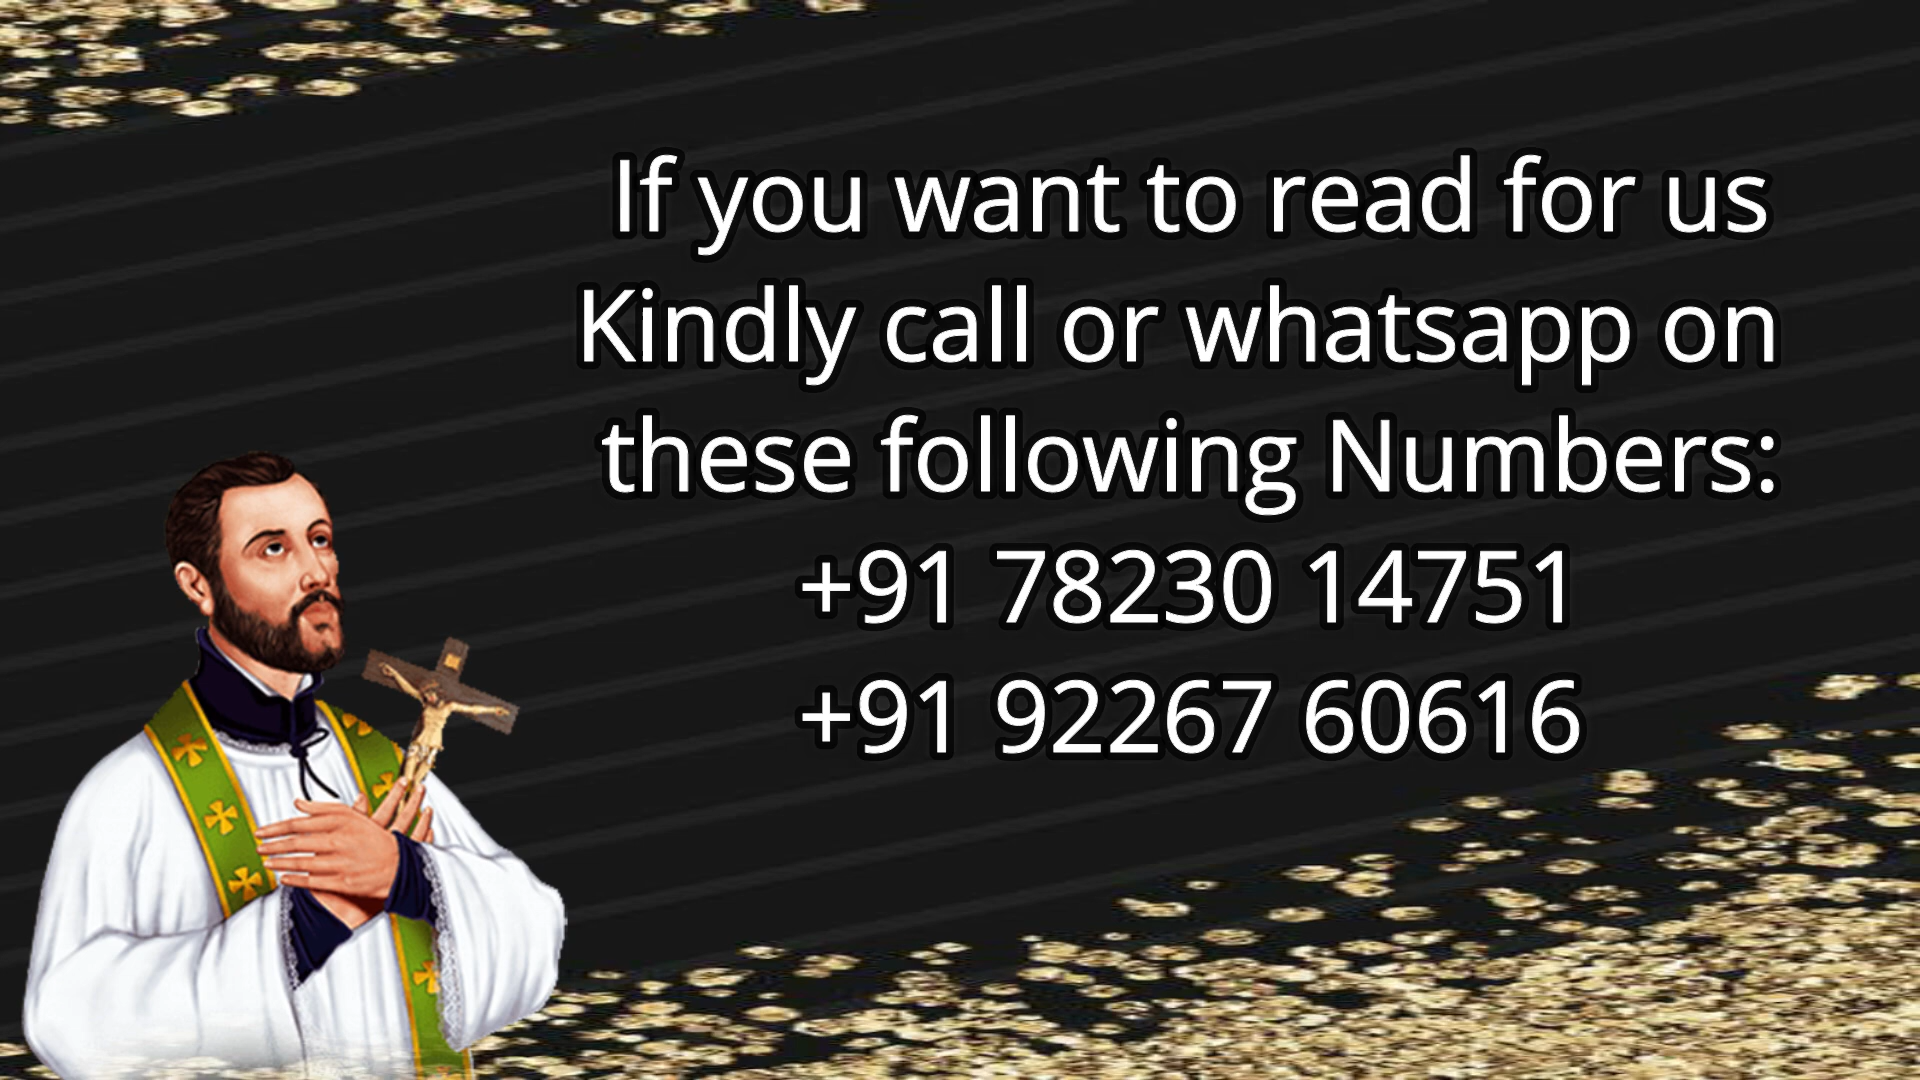 If you want to read for us
Kindly call or whatsapp on
these following Numbers:
+91 78230 14751
+91 92267 60616